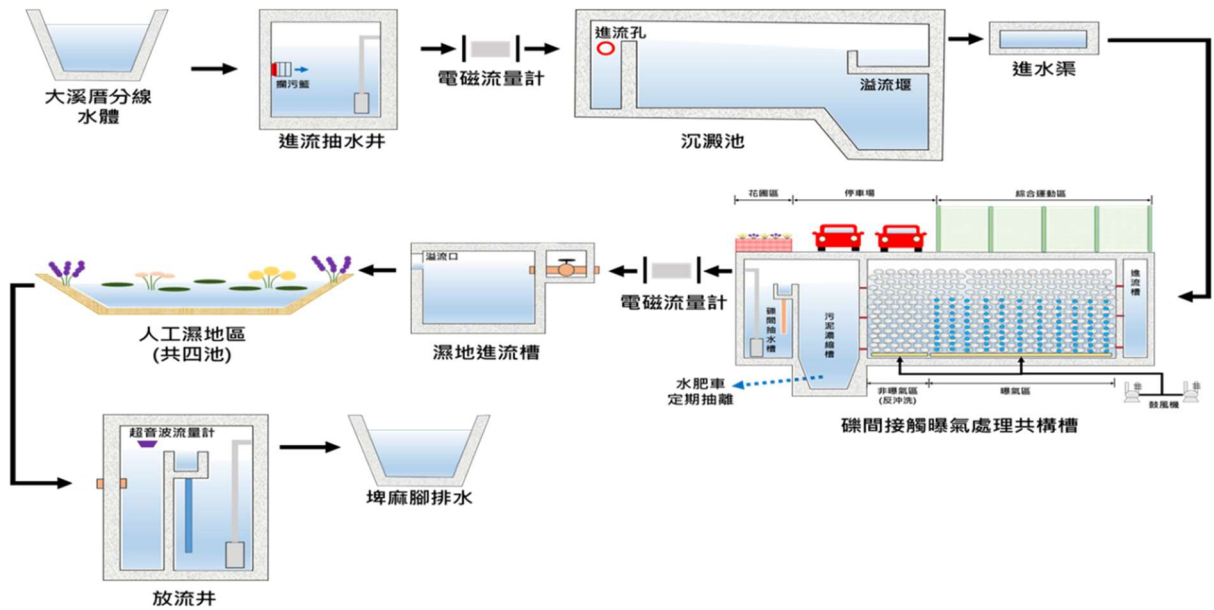 大溪厝分線
水體
攔污籃
進流抽水井
電磁流量計
進流孔
溢流堰
沉澱池
進水渠
花圃區
停車場
綜合運動區
進流槽
污泥濃縮槽
礫間抽水槽
水肥車
定期抽離
非曝氣區
(反沖洗)
曝氣區
鼓風機
礫間接觸曝氣處理共構槽
電磁流量計
溢流口
濕地進流槽
人工濕地區
(共四池)
超音波流量計
放流井
埤麻腳排水